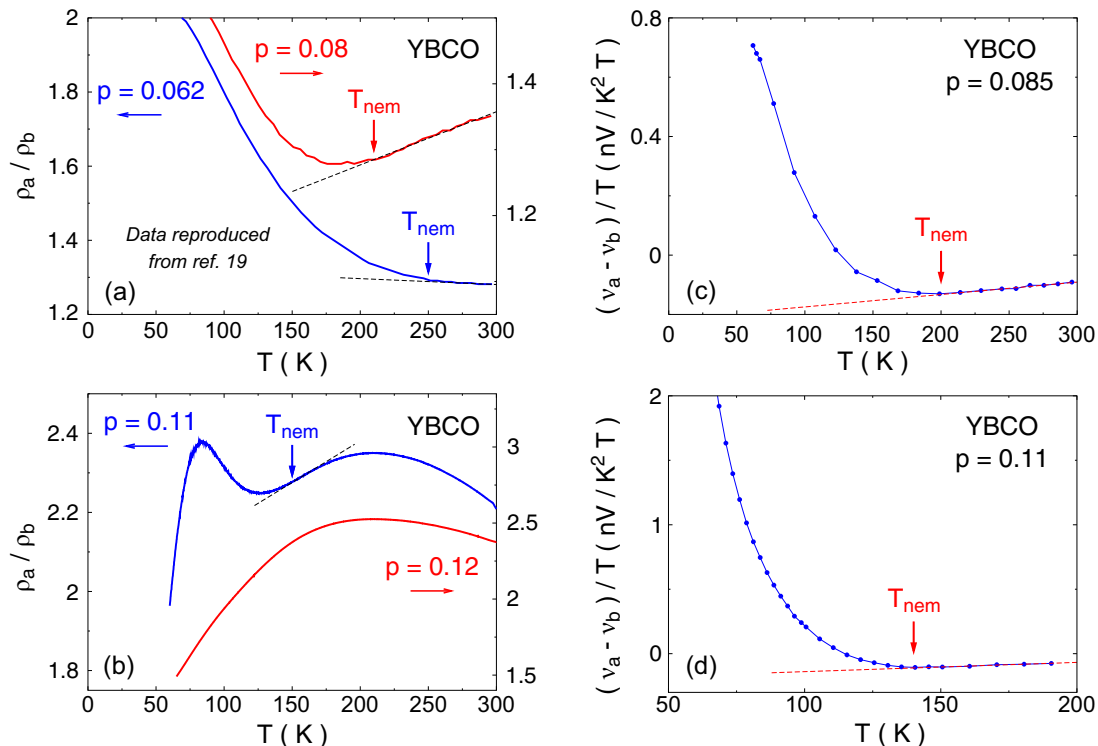 2
1.8
1.6
1.4
1.2
ρa / ρb
p = 0.08
YBCO
1.4
p = 0.062
Tnem
1.2
Tnem
Data reproduced
from ref. 19
(a)
0 50 100 150 200 250 300
T ( K )
0.8
0.4
0
( νa - νb ) / T ( nV / K2 T )
YBCO
p = 0.085
Tnem
(c)
0 50 100 150 200 250 300
T ( K )
2.4
2.2
2
1.8
ρa / ρb
p = 0.11
Tnem
YBCO
3
2.5
2
1.5
p = 0.12
(b)
0 50 100 150 200 250 300
T ( K )
2
1
0
( νa - νb ) / T ( nV / K2 T )
YBCO
p = 0.11
Tnem
(d)
50 100 150 200
T ( K )